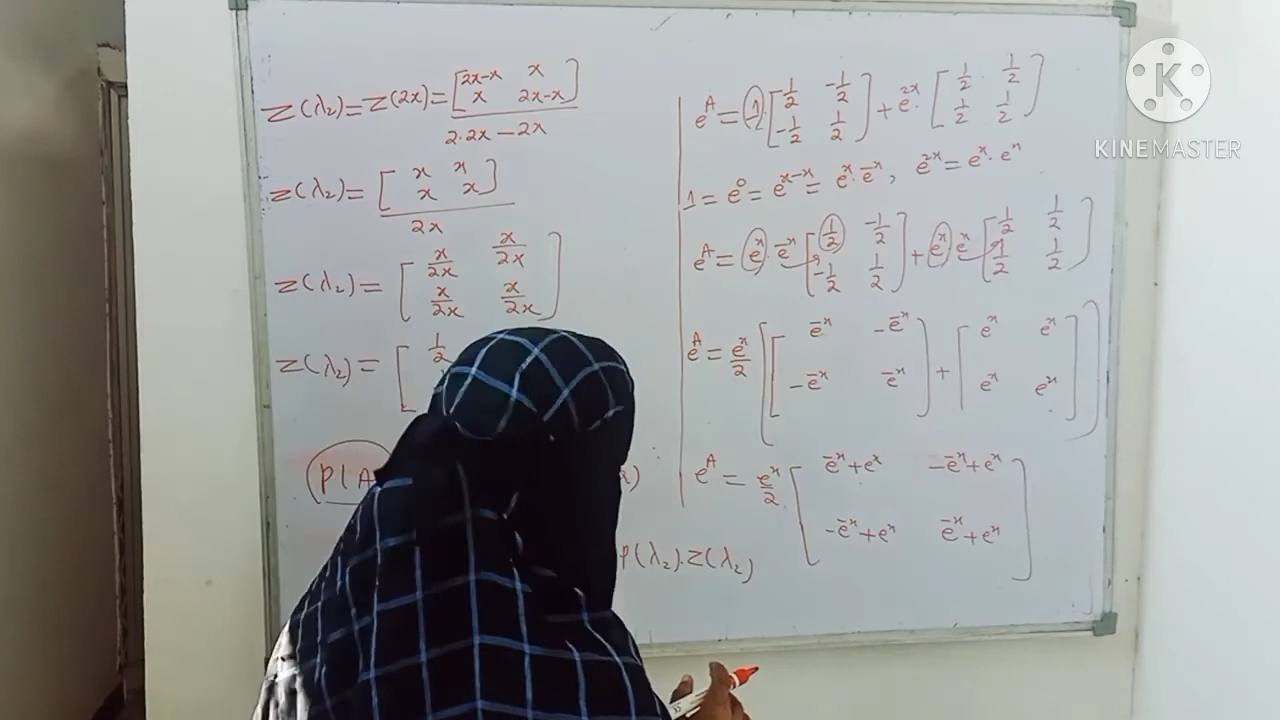 Z(λ₂) = Z(2x) = [2x-x x
x 2x-x]
2·2x - 2x
Z(λ₂) = [x x
x x]
2x
Z(λ₂) = [x/2x x/2x
x/2x x/2x]
Z(λ₂) = [1/2
P(A
P(λ₂)·Z(λ₂)
e^A = 1· [1/2 -1/2
-1/2 1/2] + e^2x · [1/2 1/2
1/2 1/2]
1 = e^0 = e^x-x = e^x · e^-x, e^2x = e^x · e^x
e^A = e^x · e^-x [1/2 -1/2
-1/2 1/2] + e^x e^x [1/2 1/2
1/2 1/2]
e^A = e^x/2 [[e^-x -e^-x
-e^-x e^-x] + [e^x e^x
e^x e^x]]
e^A = e^x/2 [e^-x + e^x -e^-x + e^x
-e^-x + e^x e^-x + e^x]
K
KINEMASTER